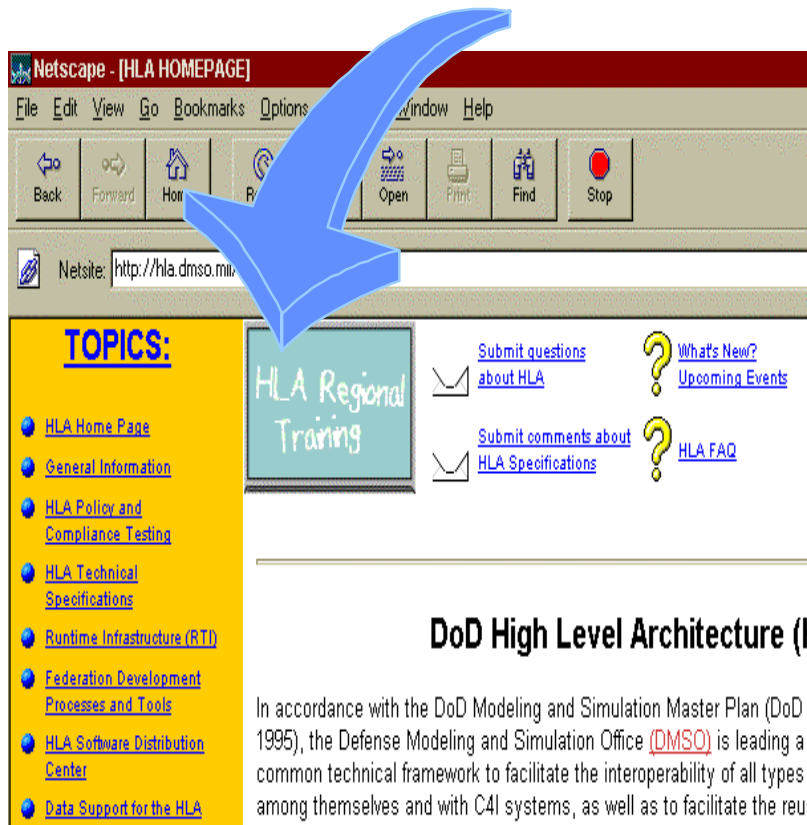 Netscape - [HLA HOMEPAGE]
File Edit View Go Bookmarks Options Window Help
Back Forward Open Print Find Stop
Netsite: http://hla.dmso.mil
TOPICS:
HLA Home Page
General Information
HLA Policy and
Compliance Testing
HLA Technical
Specifications
Runtime Infrastructure (RTI)
Federation Development
Processes and Tools
HLA Software Distribution
Center
Data Support for the HLA
HLA Regional
Training
Submit questions
about HLA
What's New?
Upcoming Events
Submit comments about
HLA Specifications
HLA FAQ
DoD High Level Architecture (
In accordance with the DoD Modeling and Simulation Master Plan (DoD
1995), the Defense Modeling and Simulation Office (DMSO) is leading a
common technical framework to facilitate the interoperability of all types
among themselves and with C4I systems, as well as to facilitate the reu